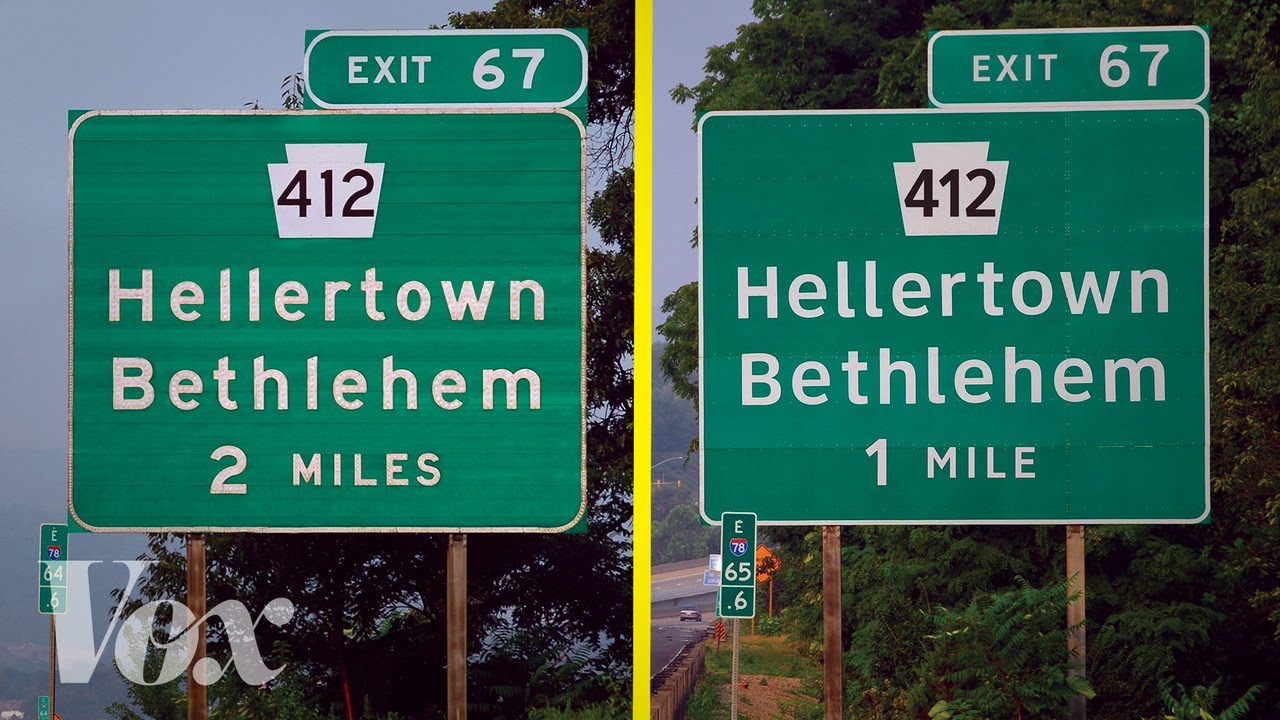 EXIT 67
412
Hellertown
Bethlehem
2 MILES
E
78
64
.6
Vox
EXIT 67
412
Hellertown
Bethlehem
1 MILE
E
78
65
.6